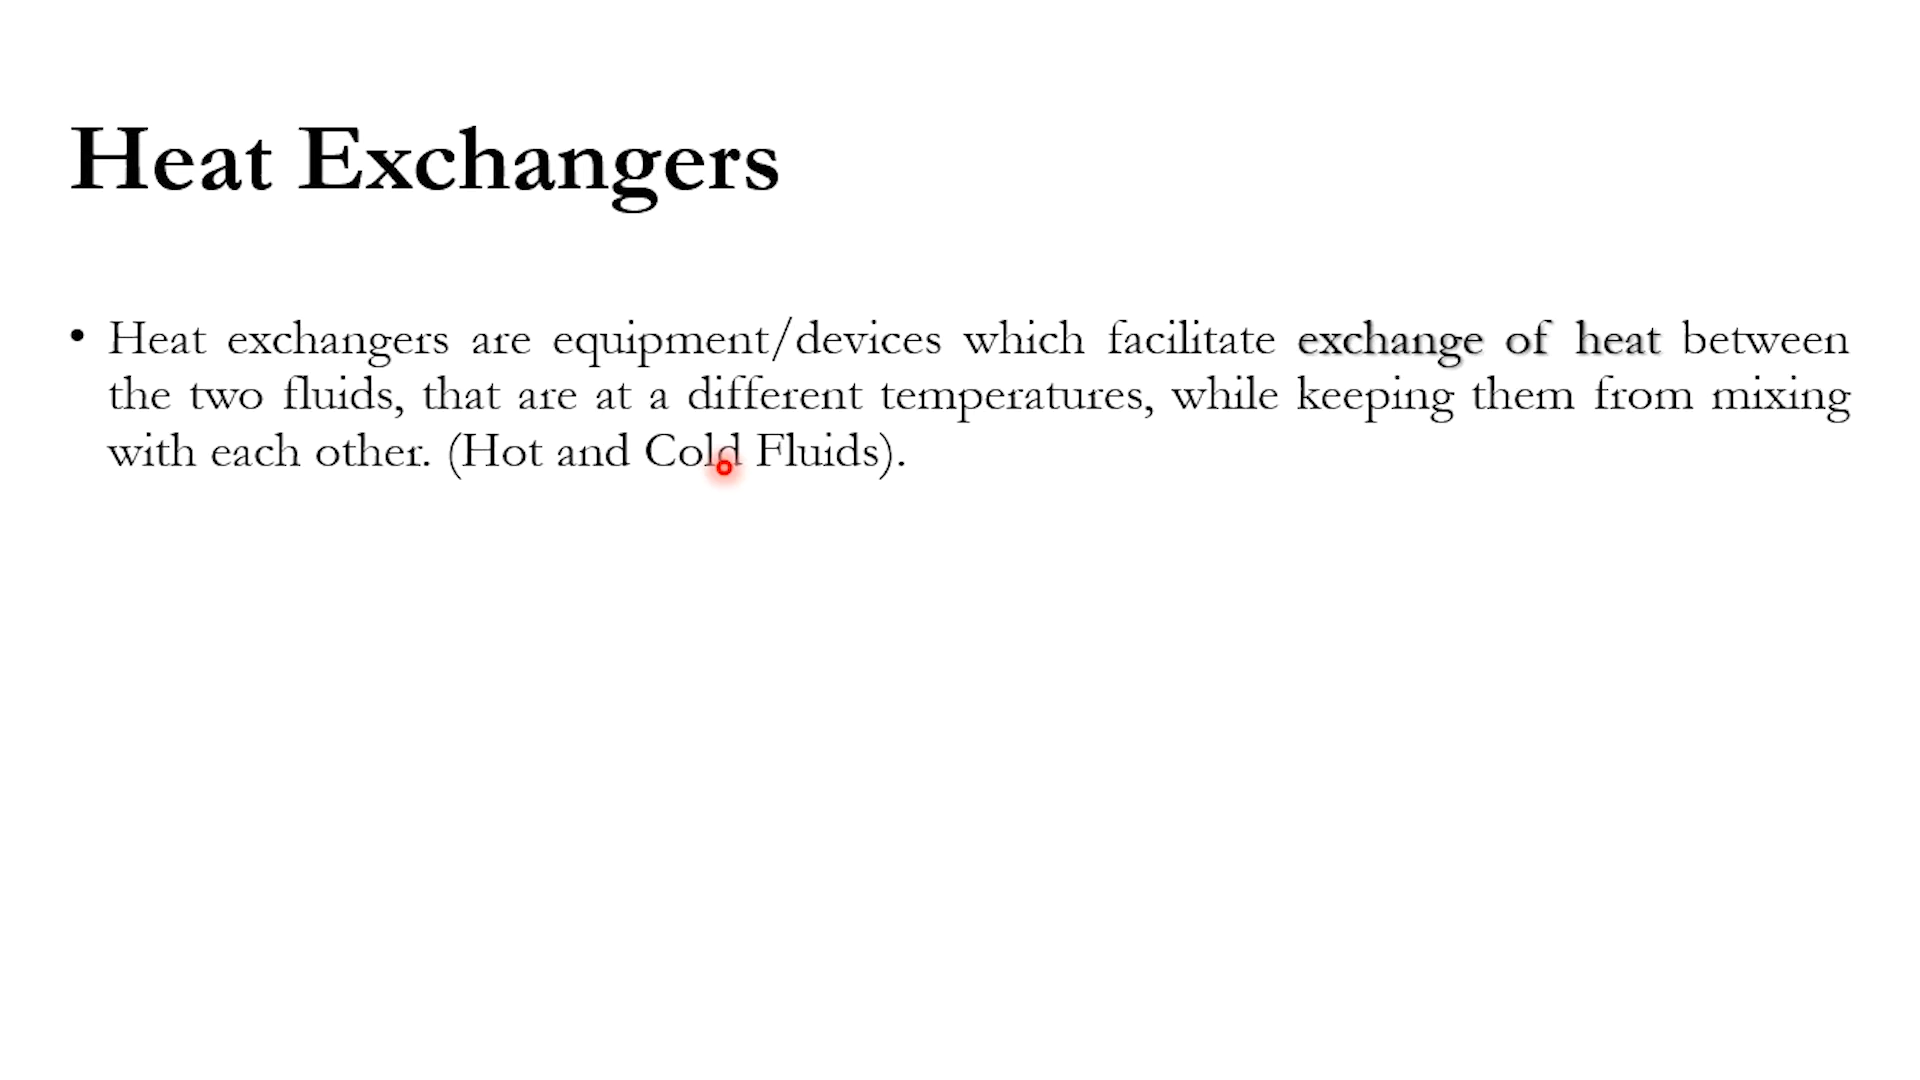 Heat Exchangers
• Heat exchangers are equipment/devices which facilitate exchange of heat between
the two fluids, that are at a different temperatures, while keeping them from mixing
with each other. (Hot and Cold Fluids).